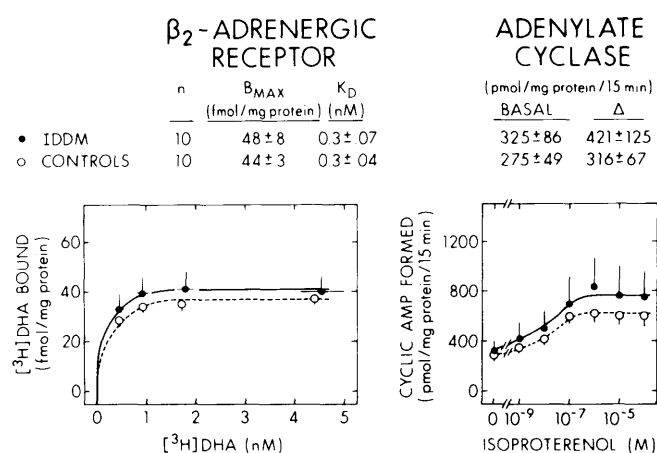 β2-ADRENERGIC
RECEPTOR
n BMAX KD
(fmol/mg protein) (nM)
● IDDM 10 48±8 0.3±.07
○ CONTROLS 10 44±3 0.3±.04
ADENYLATE
CYCLASE
(pmol/mg protein/15 min)
BASAL Δ
325±86 421±125
275±49 316±67
[³H]DHA BOUND
(fmol/mg protein)
60
40
20
0
0 1 2 3 4 5
[³H]DHA (nM)
CYCLIC AMP FORMED
(pmol/mg protein/15 min)
1200
800
400
0
0 10⁻⁹ 10⁻⁷ 10⁻⁵
ISOPROTERENOL (M)